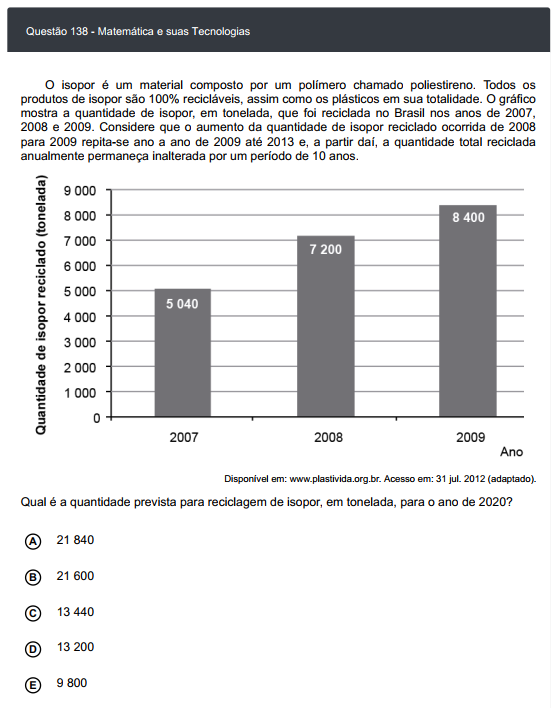 Questão 138 - Matemática e suas Tecnologias
O isopor é um material composto por um polímero chamado poliestireno. Todos os
produtos de isopor são 100% recicláveis, assim como os plásticos em sua totalidade. O gráfico
mostra a quantidade de isopor, em tonelada, que foi reciclada no Brasil nos anos de 2007,
2008 e 2009. Considere que o aumento da quantidade de isopor reciclado ocorrida de 2008
para 2009 repita-se ano a ano de 2009 até 2013 e, a partir daí, a quantidade total reciclada
anualmente permaneça inalterada por um período de 10 anos.
Quantidade de isopor reciclado (tonelada)
9 000
8 000
7 000
6 000
5 000
4 000
3 000
2 000
1 000
0
5 040
7 200
8 400
2007
2008
2009
Ano
Disponível em: www.plastivida.org.br. Acesso em: 31 jul. 2012 (adaptado).
Qual é a quantidade prevista para reciclagem de isopor, em tonelada, para o ano de 2020?
A 21 840
B 21 600
C 13 440
D 13 200
E 9 800